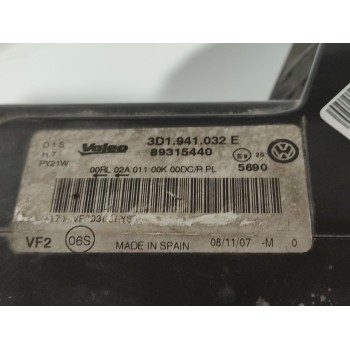 D1S
H.7
PY21W
Valeo
3D1.941.032 E
89315440
5690
00RL 02A 011 00K 00DC/R PL
VF2
06S
MADE IN SPAIN
08/11/07 -M 0